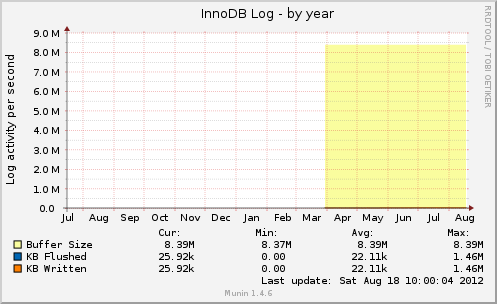 InnoDB Log - by year
RRDTOOL / TOBI OETIKER
Log activity per second
9.0 M
8.0 M
7.0 M
6.0 M
5.0 M
4.0 M
3.0 M
2.0 M
1.0 M
0.0
Jul Aug Sep Oct Nov Dec Jan Feb Mar Apr May Jun Jul Aug
Cur: Min: Avg: Max:
Buffer Size 8.39M 8.37M 8.39M 8.39M
KB Flushed 25.92k 0.00 22.11k 1.46M
KB Written 25.92k 0.00 22.11k 1.46M
Last update: Sat Aug 18 10:00:04 2012
Munin 1.4.6